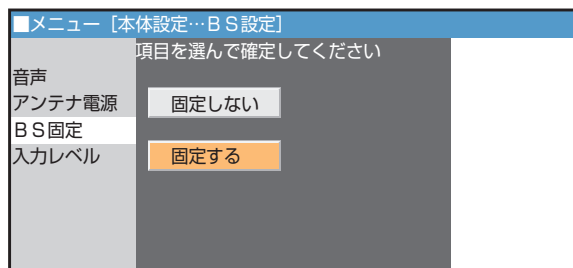 ■メニュー [本体設定…BS設定]
項目を選んで確定してください
音声
アンテナ電源
固定しない
BS固定
入力レベル
固定する